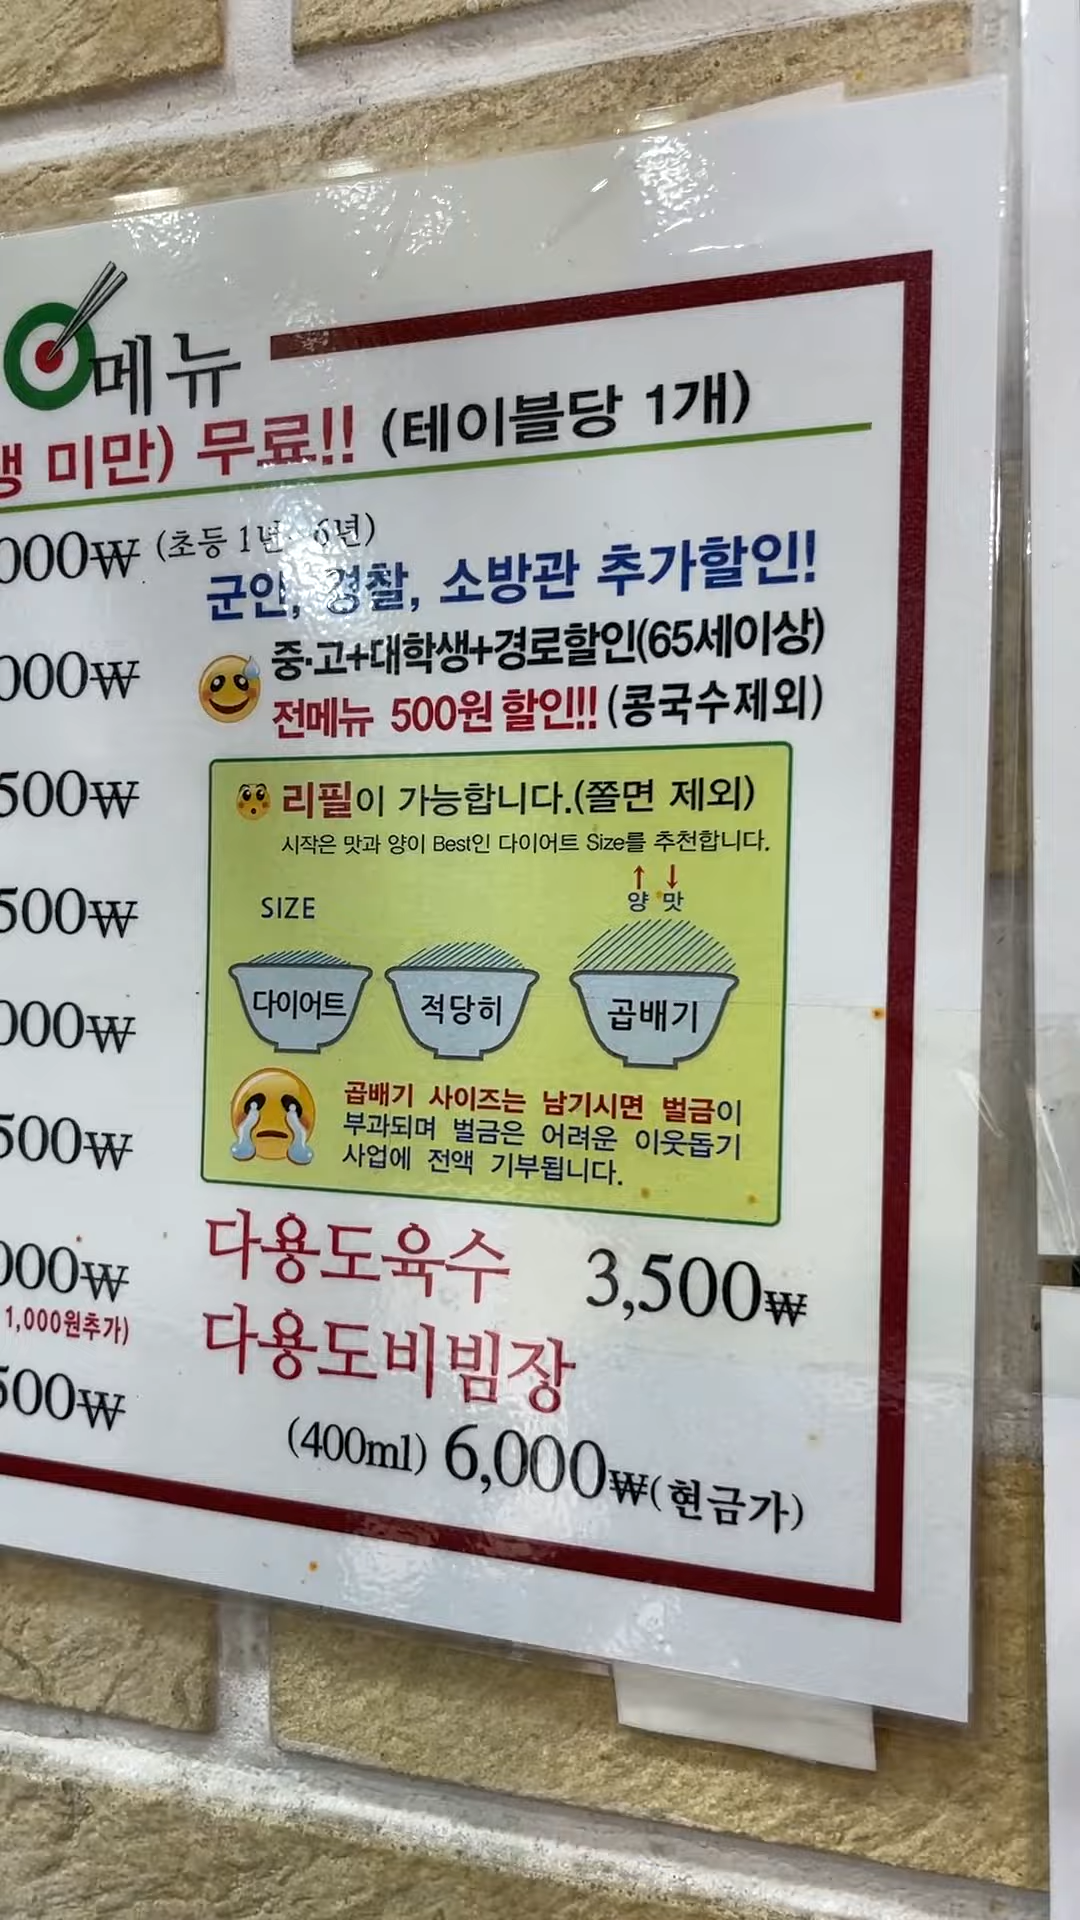 메뉴
미만) 무료!! (테이블당 1개)
000₩ (초등 1년~6년)
군인, 경찰, 소방관 추가할인!
000₩
중·고+대학생+경로할인(65세이상)
전메뉴 500원 할인!! (콩국수제외)
500₩
리필이 가능합니다.(쫄면 제외)
시작은 맛과 양이 Best인 다이어트 Size를 추천합니다.
↑ ↓
양 맛
SIZE
500₩
다이어트
적당히
곱배기
000₩
곱배기 사이즈는 남기시면 벌금이
부과되며 벌금은 어려운 이웃돕기
사업에 전액 기부됩니다.
500₩
다용도육수 3,500₩
000₩
1,000원추가)
다용도비빔장
500₩
(400ml) 6,000₩(현금가)